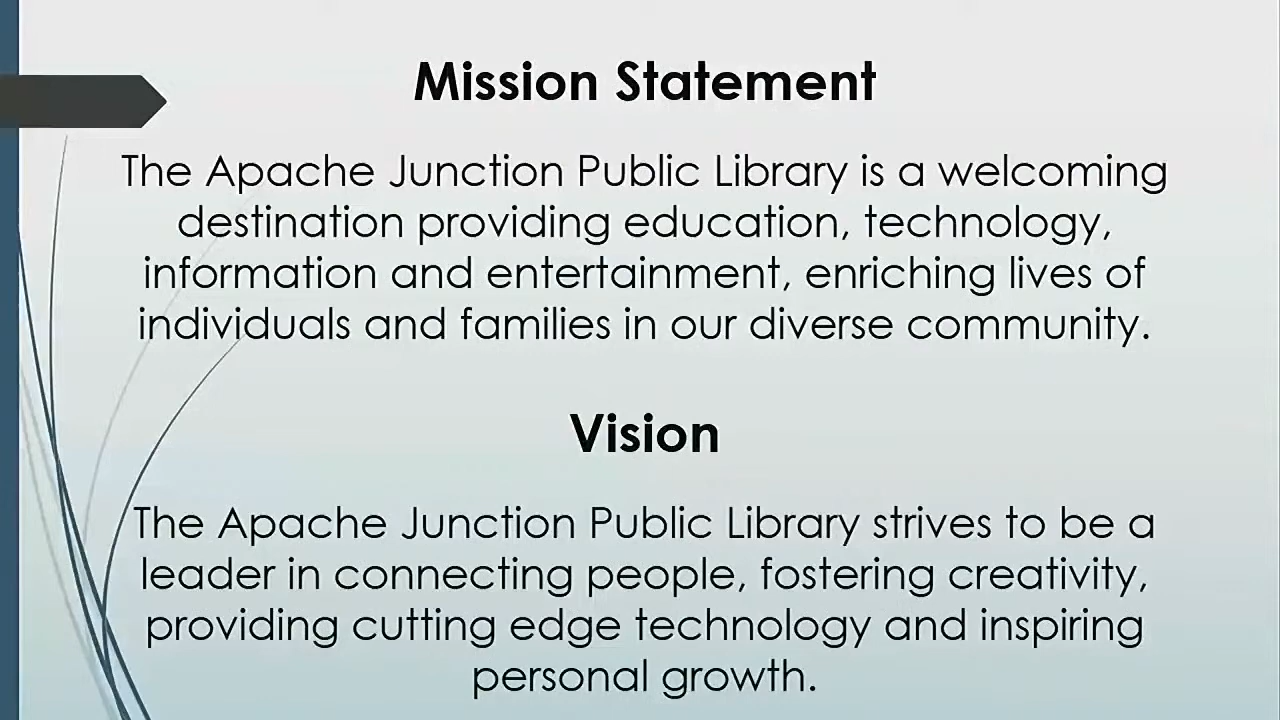 Mission Statement
The Apache Junction Public Library is a welcoming
destination providing education, technology,
information and entertainment, enriching lives of
individuals and families in our diverse community.
Vision
The Apache Junction Public Library strives to be a
leader in connecting people, fostering creativity,
providing cutting edge technology and inspiring
personal growth.